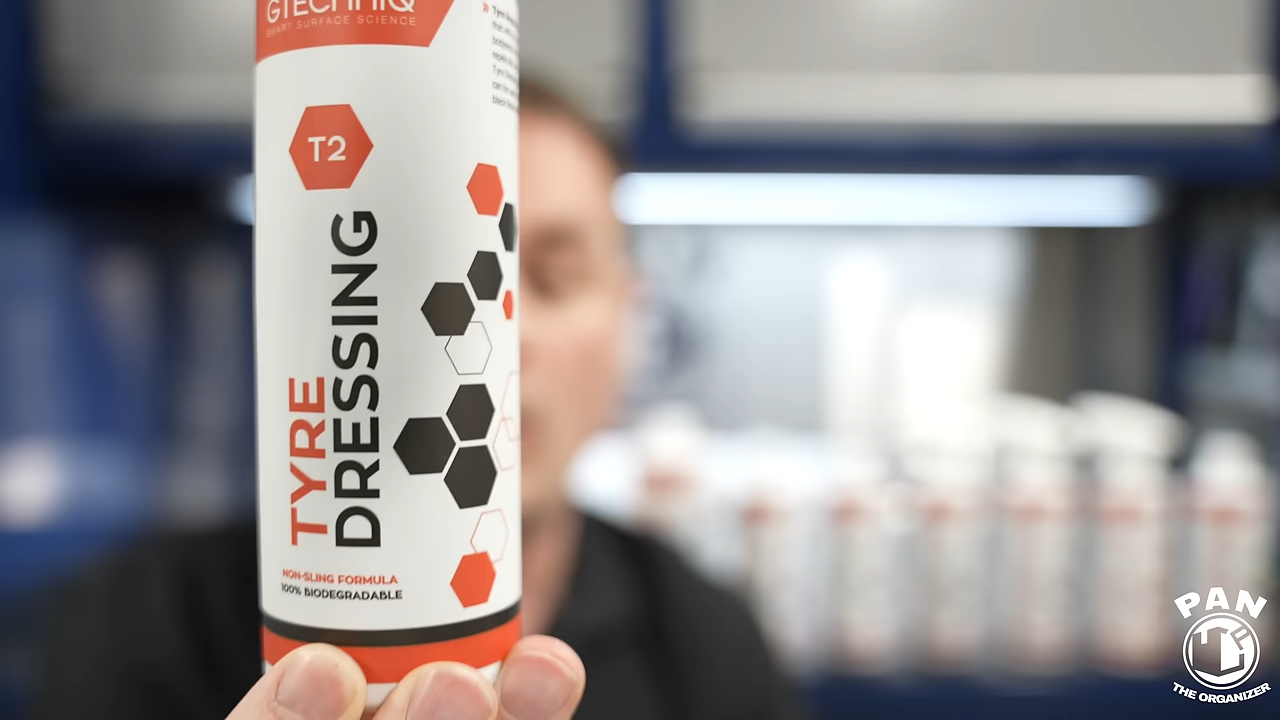 GTECHNIQ
SMART SURFACE SCIENCE
T2
TYRE
DRESSING
NON-SLING FORMULA
100% BIODEGRADABLE
PAN
THE ORGANIZER